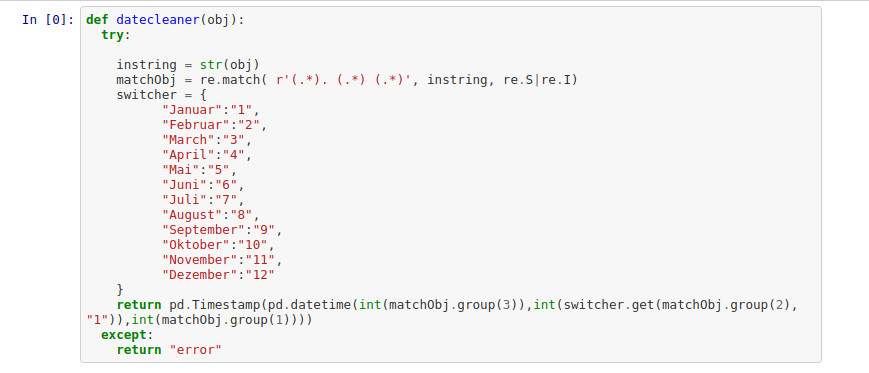 In [0]: def datecleaner(obj):
try:
instring = str(obj)
matchObj = re.match( r'(.*). (.*) (.*)', instring, re.S|re.I)
switcher = {
"Januar":"1",
"Februar":"2",
"March":"3",
"April":"4",
"Mai":"5",
"Juni":"6",
"Juli":"7",
"August":"8",
"September":"9",
"Oktober":"10",
"November":"11",
"Dezember":"12"
}
return pd.Timestamp(pd.datetime(int(matchObj.group(3)),int(switcher.get(matchObj.group(2),
"1")),int(matchObj.group(1))))
except:
return "error"